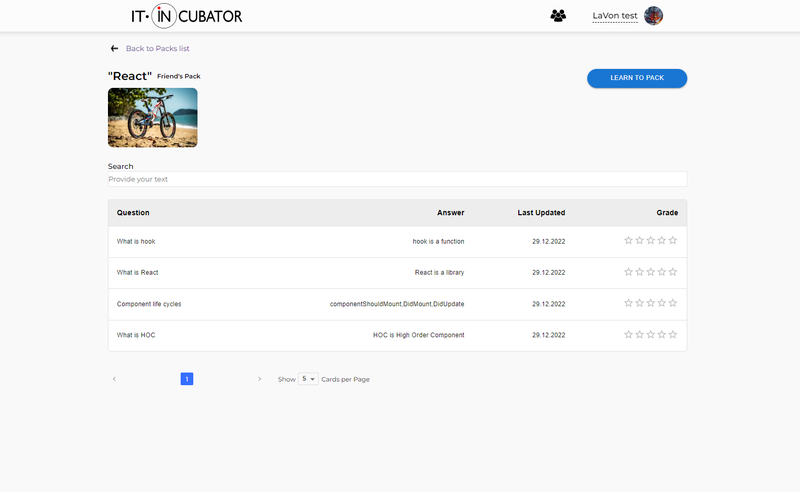 IT• iN CUBATOR
LaVon test
Back to Packs list
"React" Friend's Pack
LEARN TO PACK
Search
Provide your text
Question Answer Last Updated Grade
What is hook hook is a function 29.12.2022
What is React React is a library 29.12.2022
Component life cycles componentShouldMount,DidMount,DidUpdate 29.12.2022
What is HOC HOC is High Order Component 29.12.2022
< 1 > Show 5 Cards per Page